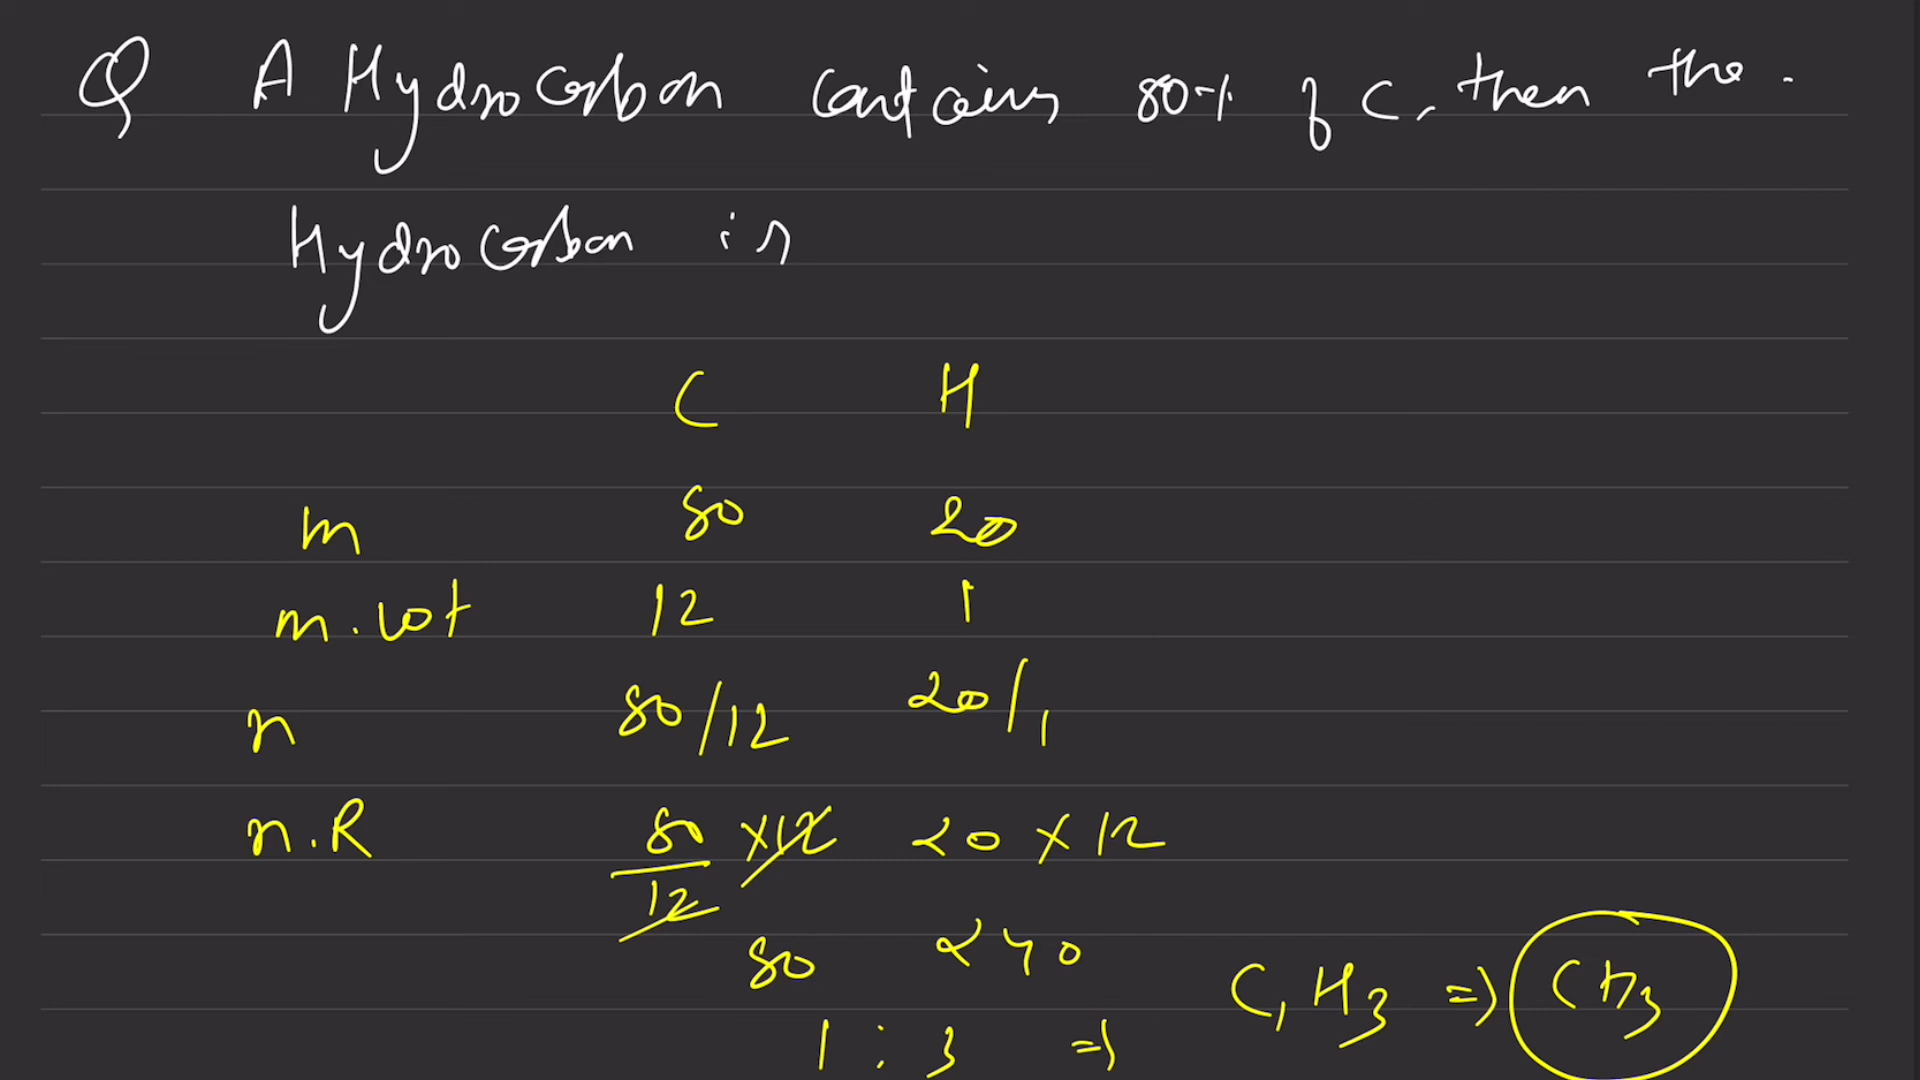 Q A Hydrocarbon contains 80% of C, then the
Hydrocarbon is
C H
m 80 20
m.wt 12 1
n 80/12 20/1
n.R 80/12 x12 20 x 12
80 240
C1H3 => CH3
1 : 3 =>